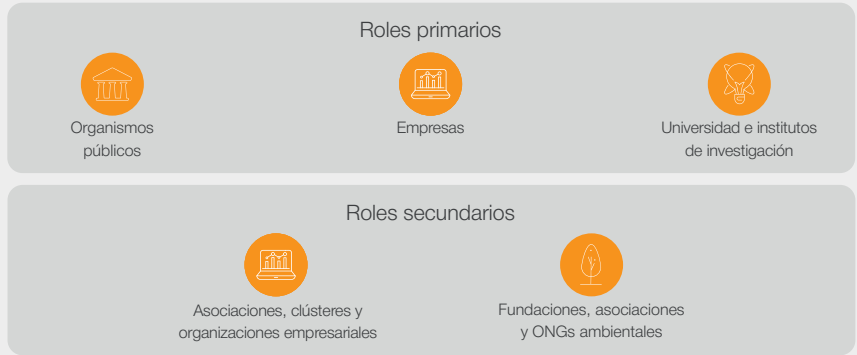 Roles primarios
Organismos
públicos
Empresas
Universidad e institutos
de investigación
Roles secundarios
Asociaciones, clústeres y
organizaciones empresariales
Fundaciones, asociaciones
y ONGs ambientales